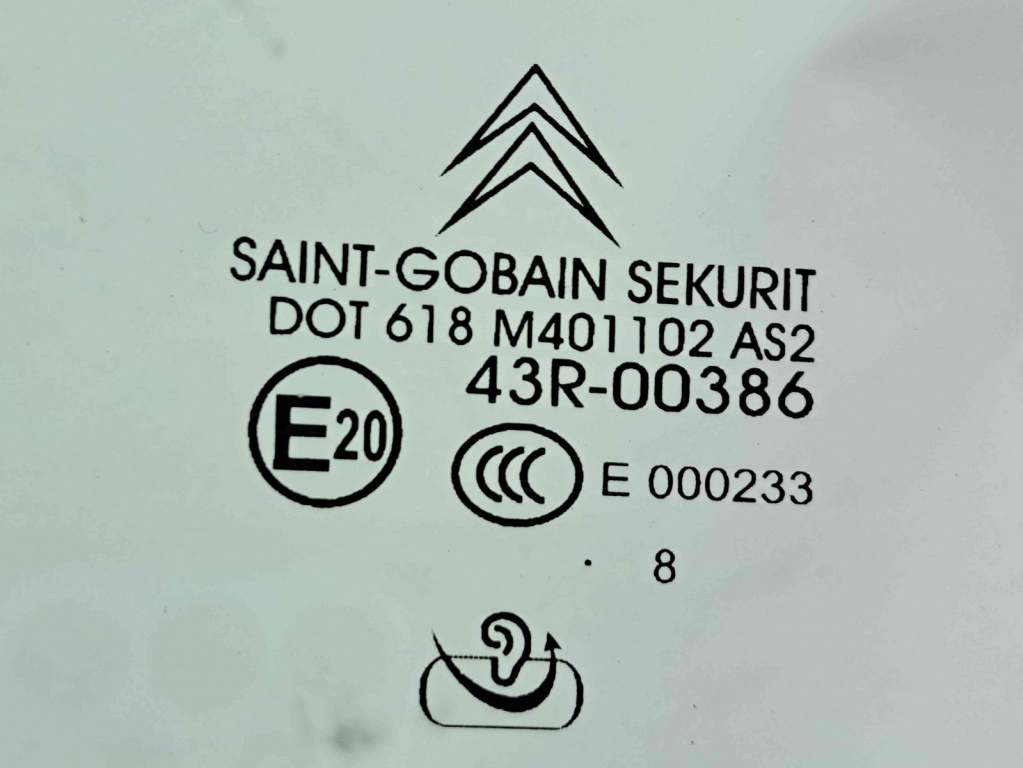 SAINT-GOBAIN SEKURIT
DOT 618 M401102 AS2
43R-00386
E20
CCC E 000233
. 8